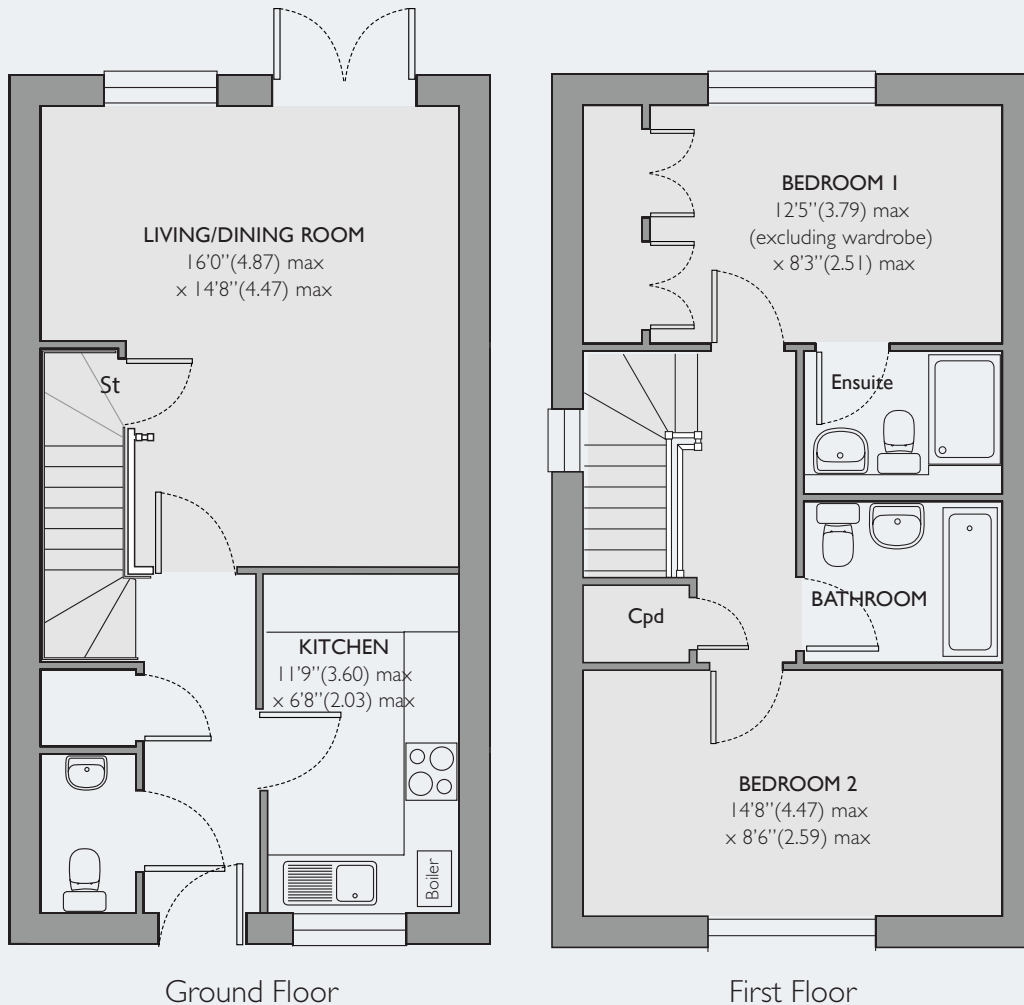 LIVING/DINING ROOM
16'0"(4.87) max
x 14'8"(4.47) max
St
KITCHEN
11'9"(3.60) max
x 6'8"(2.03) max
Boiler
Ground Floor
BEDROOM 1
12'5"(3.79) max
(excluding wardrobe)
x 8'3"(2.51) max
Ensuite
Cpd
BATHROOM
BEDROOM 2
14'8"(4.47) max
x 8'6"(2.59) max
First Floor